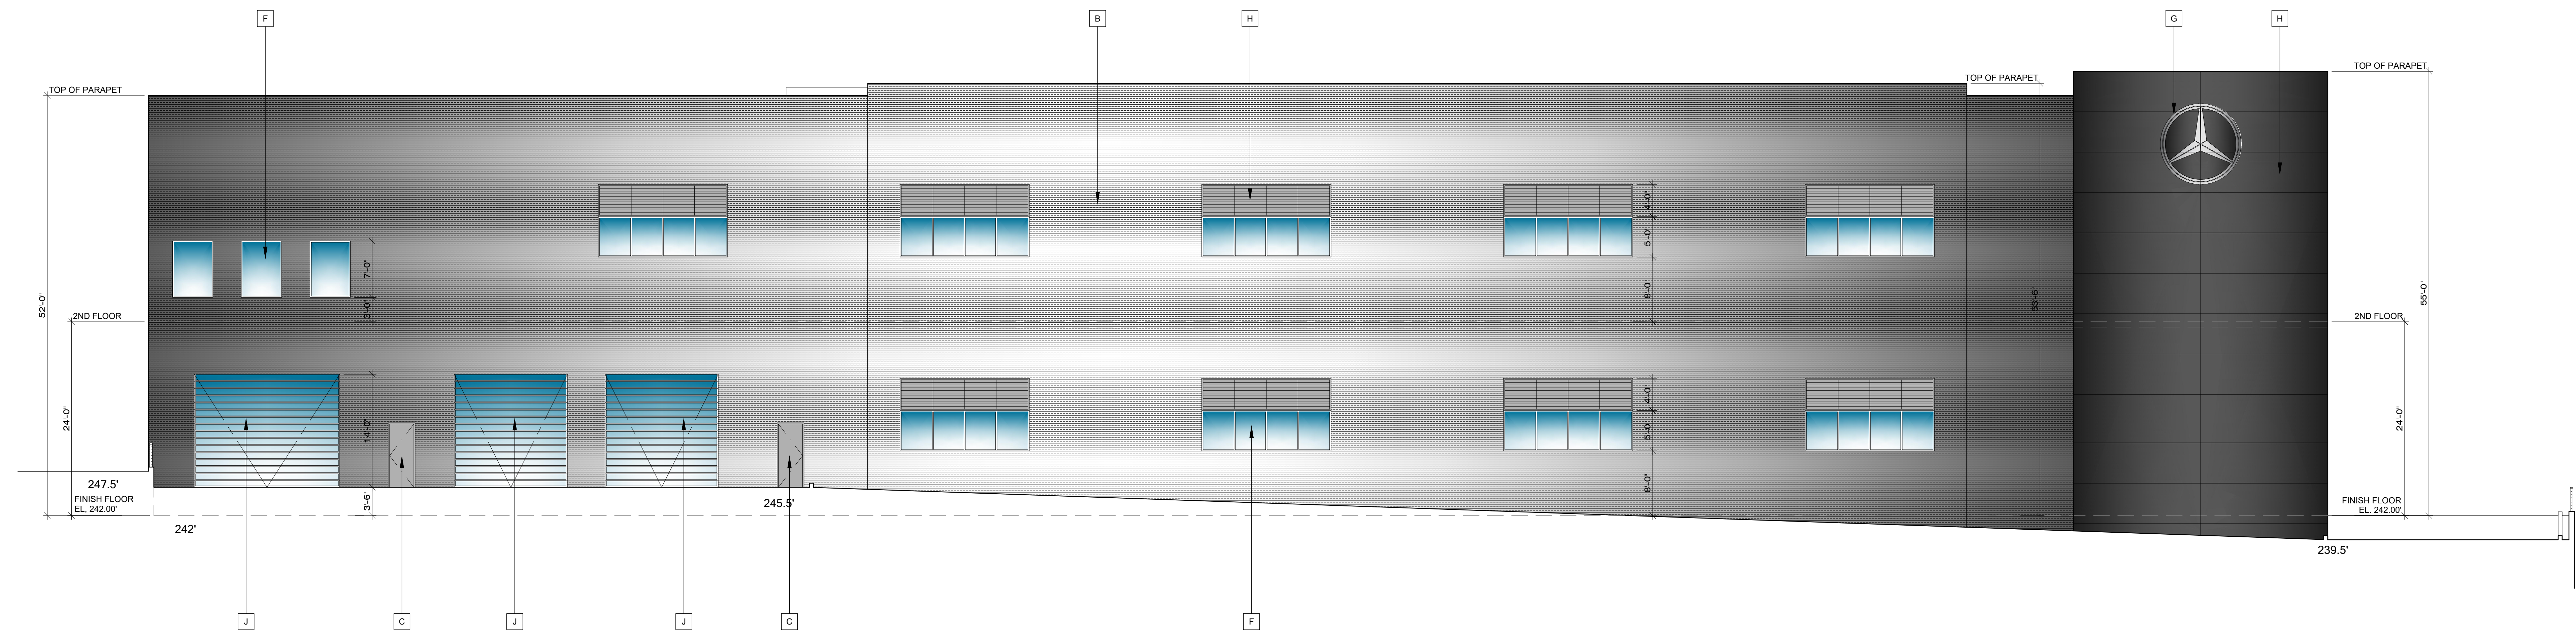 F
B
H
G
H
TOP OF PARAPET
TOP OF PARAPET
TOP OF PARAPET
52'-0"
24'-0"
2ND FLOOR
7'-0"
3'-0"
14'-0"
3'-6"
4'-0"
5'-0"
8'-0"
4'-0"
5'-0"
8'-0"
53'-6"
55'-0"
2ND FLOOR
24'-0"
247.5'
FINISH FLOOR
EL, 242.00'
242'
245.5'
FINISH FLOOR
EL. 242.00'
239.5'
J
C
J
J
C
F